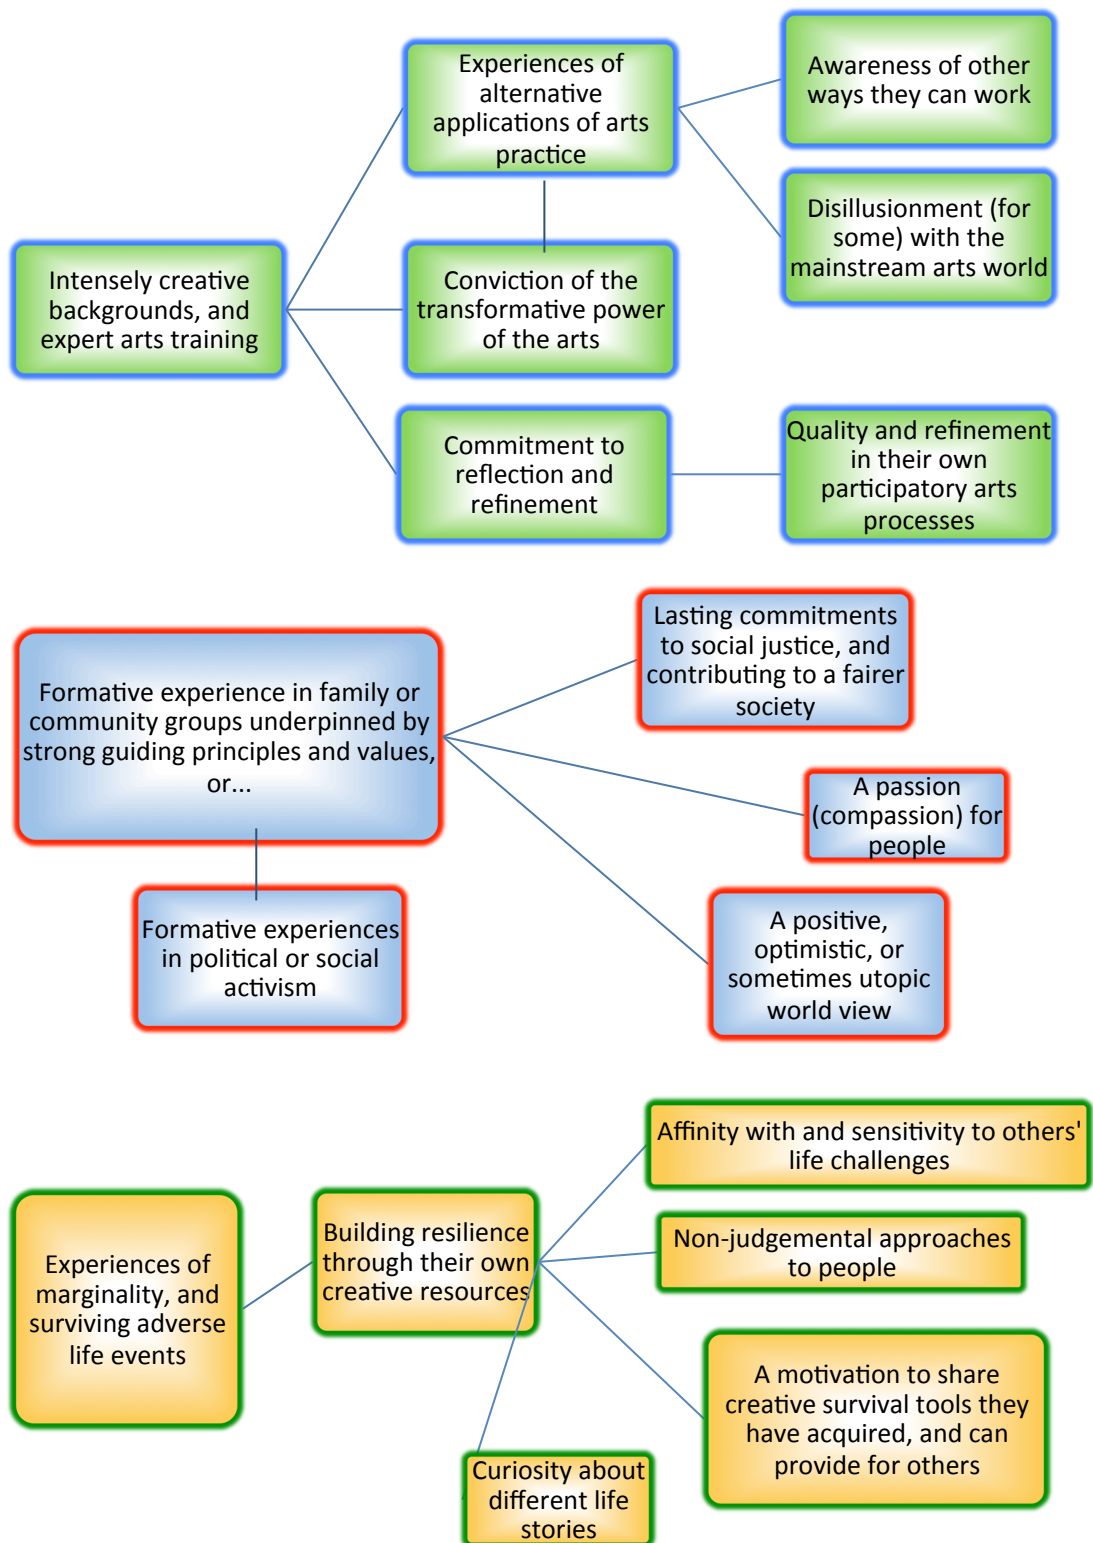 Experiences of
alternative
applications of arts
practice
Awareness of other
ways they can work
Disillusionment (for
some) with the
mainstream arts world
Intensely creative
backgrounds, and
expert arts training
Conviction of the
transformative power
of the arts
Commitment to
reflection and
refinement
Quality and refinement
in their own
participatory arts
processes
Formative experience in family or
community groups underpinned by
strong guiding principles and values,
or...
Lasting commitments
to social justice, and
contributing to a fairer
society
A passion
(compassion) for
people
Formative experiences
in political or social
activism
A positive,
optimistic, or
sometimes utopic
world view
Experiences of
marginality, and
surviving adverse
life events
Building resilience
through their own
creative resources
Affinity with and sensitivity to others'
life challenges
Non-judgemental approaches
to people
A motivation to share
creative survival tools they
have acquired, and can
provide for others
Curiosity about
different life
stories